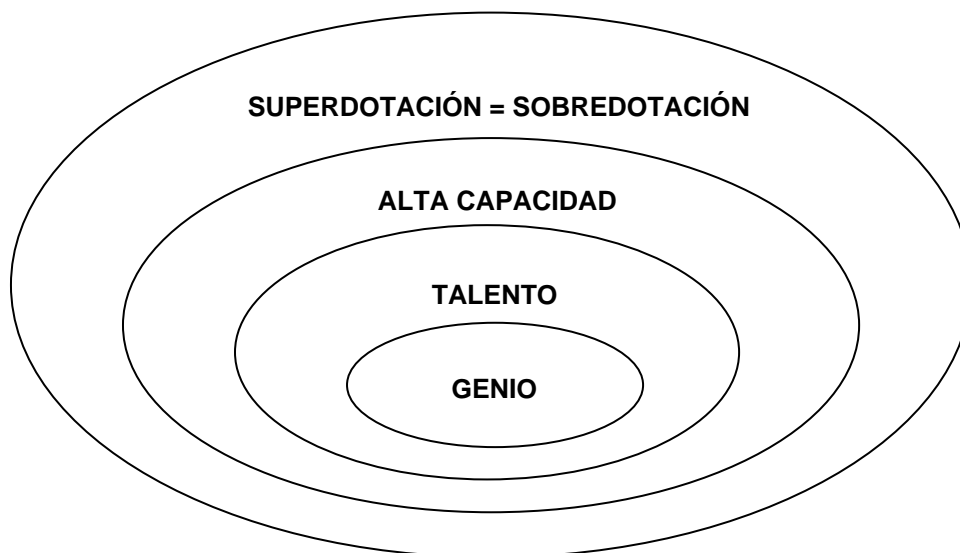 SUPERDOTACIÓN = SOBREDOTACIÓN
ALTA CAPACIDAD
TALENTO
GENIO